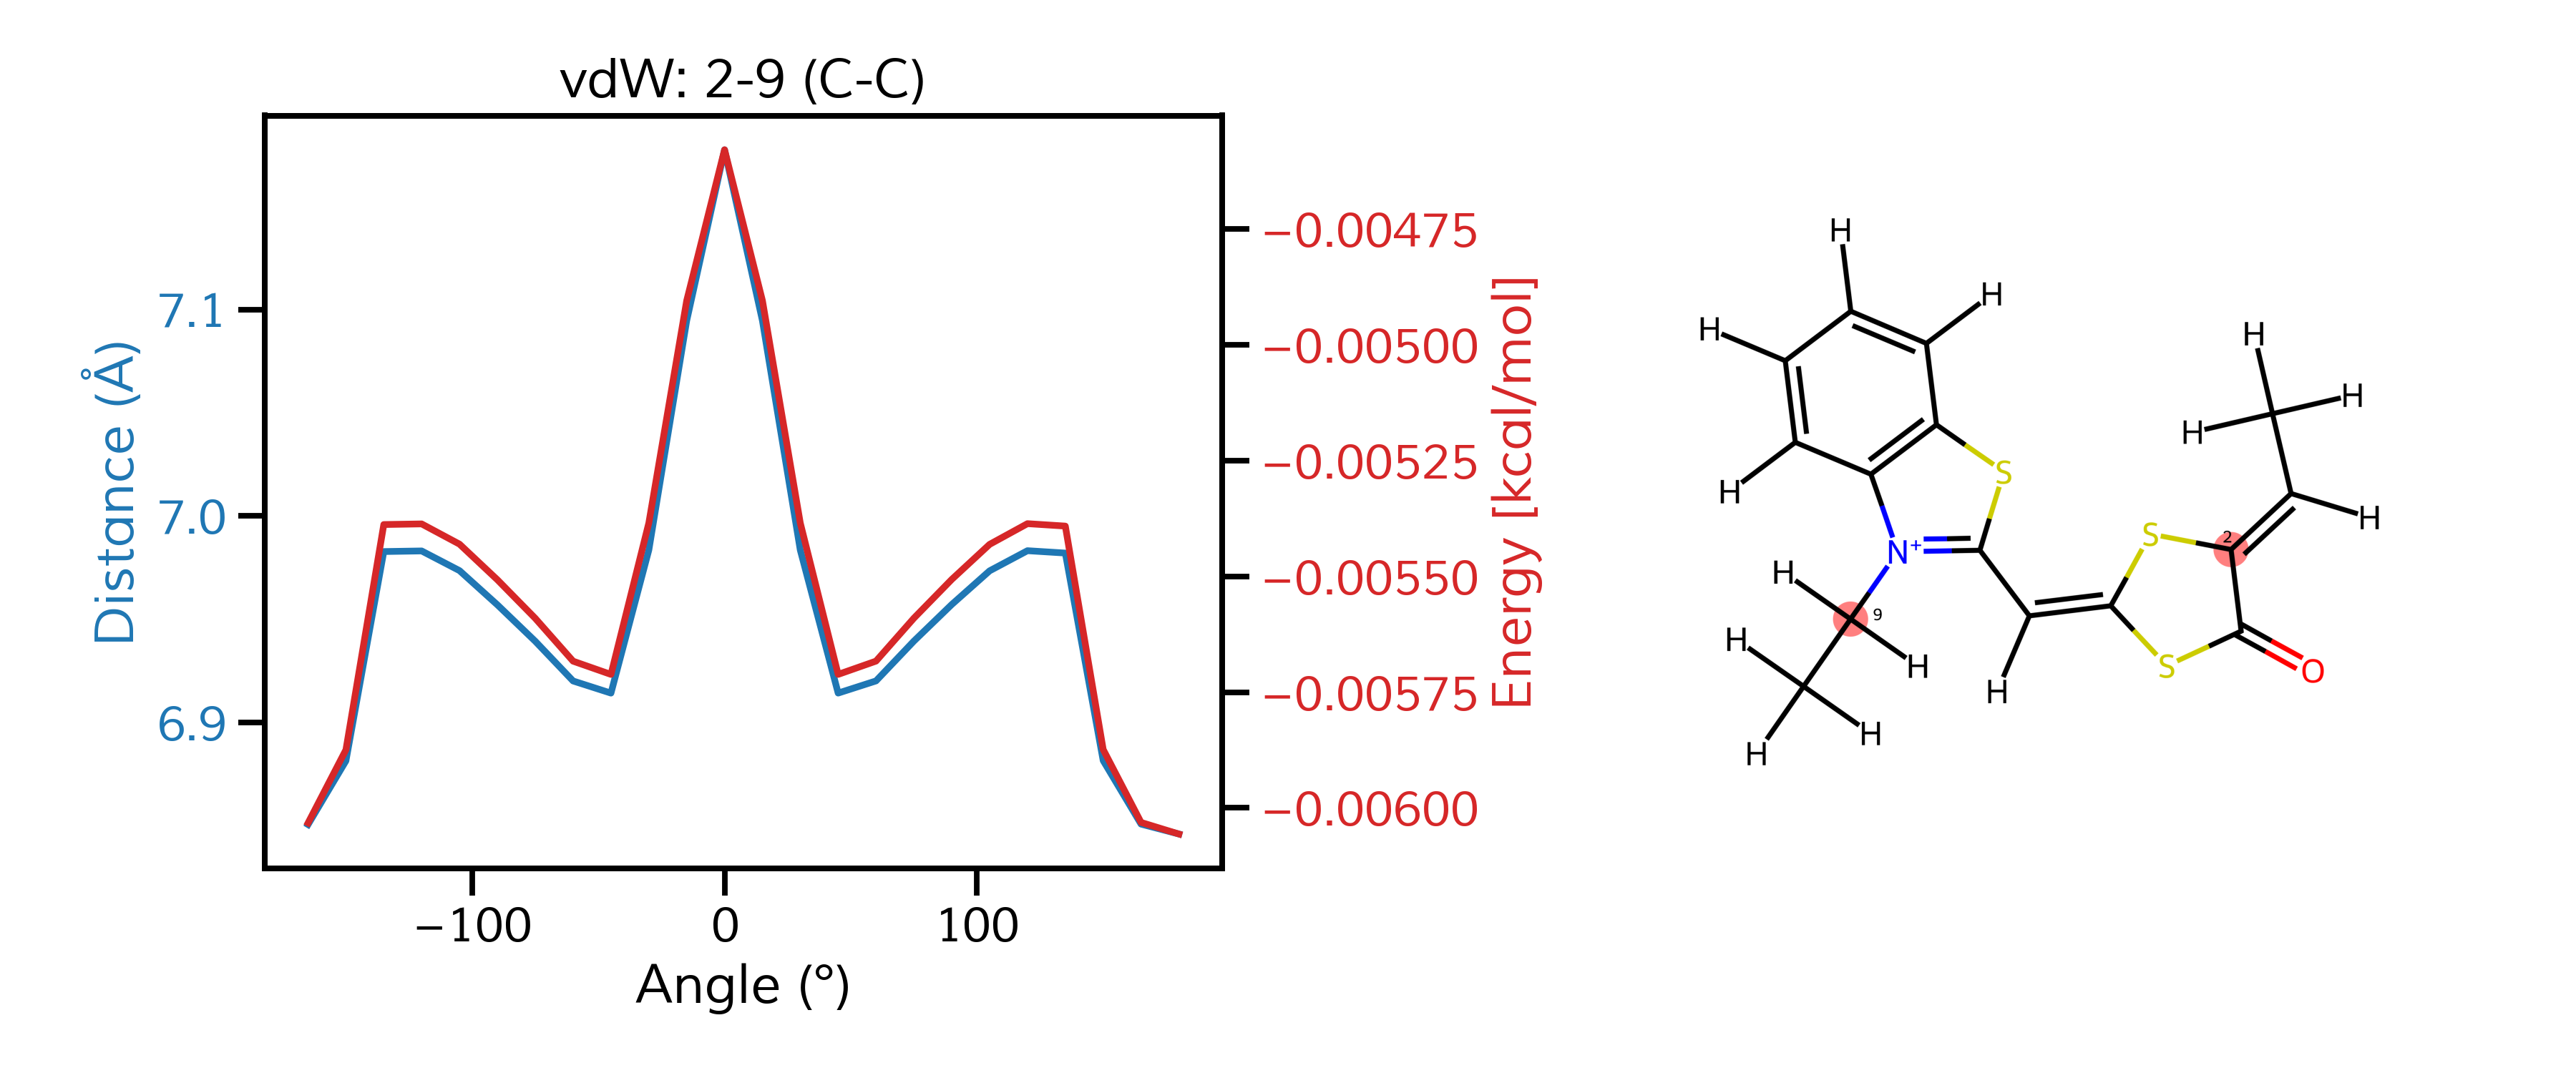 vdW: 2-9 (C-C)
Distance (Å)
7.1
7.0
6.9
−100
0
100
Angle (°)
−0.00475
−0.00500
−0.00525
−0.00550
−0.00575
−0.00600
Energy [kcal/mol]
H
H
H
H
H
H
H
S
H
S
2
H
N+
H
9
H
H
S
O
H
H
H